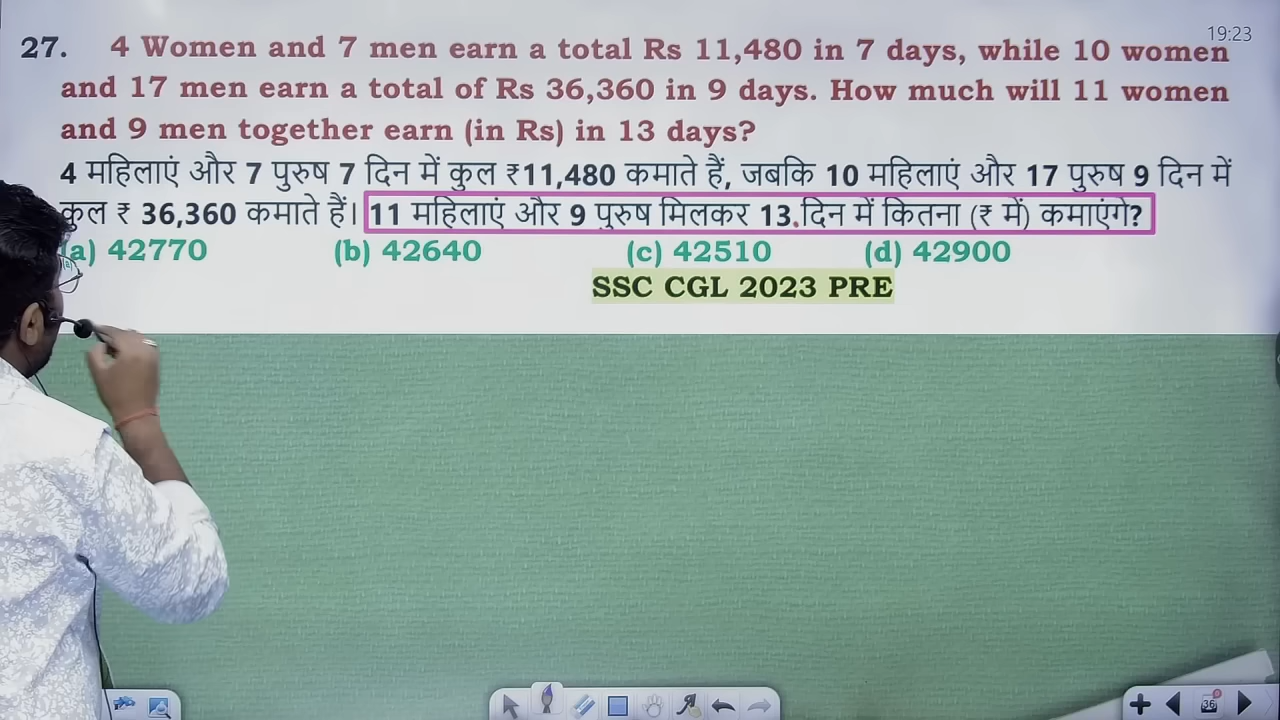 19:23
27. 4 Women and 7 men earn a total Rs 11,480 in 7 days, while 10 women
and 17 men earn a total of Rs 36,360 in 9 days. How much will 11 women
and 9 men together earn (in Rs) in 13 days?
4 महिलाएं और 7 पुरुष 7 दिन में कुल ₹11,480 कमाते हैं, जबकि 10 महिलाएं और 17 पुरुष 9 दिन में
कुल ₹ 36,360 कमाते हैं। 11 महिलाएं और 9 पुरुष मिलकर 13 दिन में कितना (₹ में) कमाएंगे?
a) 42770 (b) 42640 (c) 42510 (d) 42900
SSC CGL 2023 PRE
36